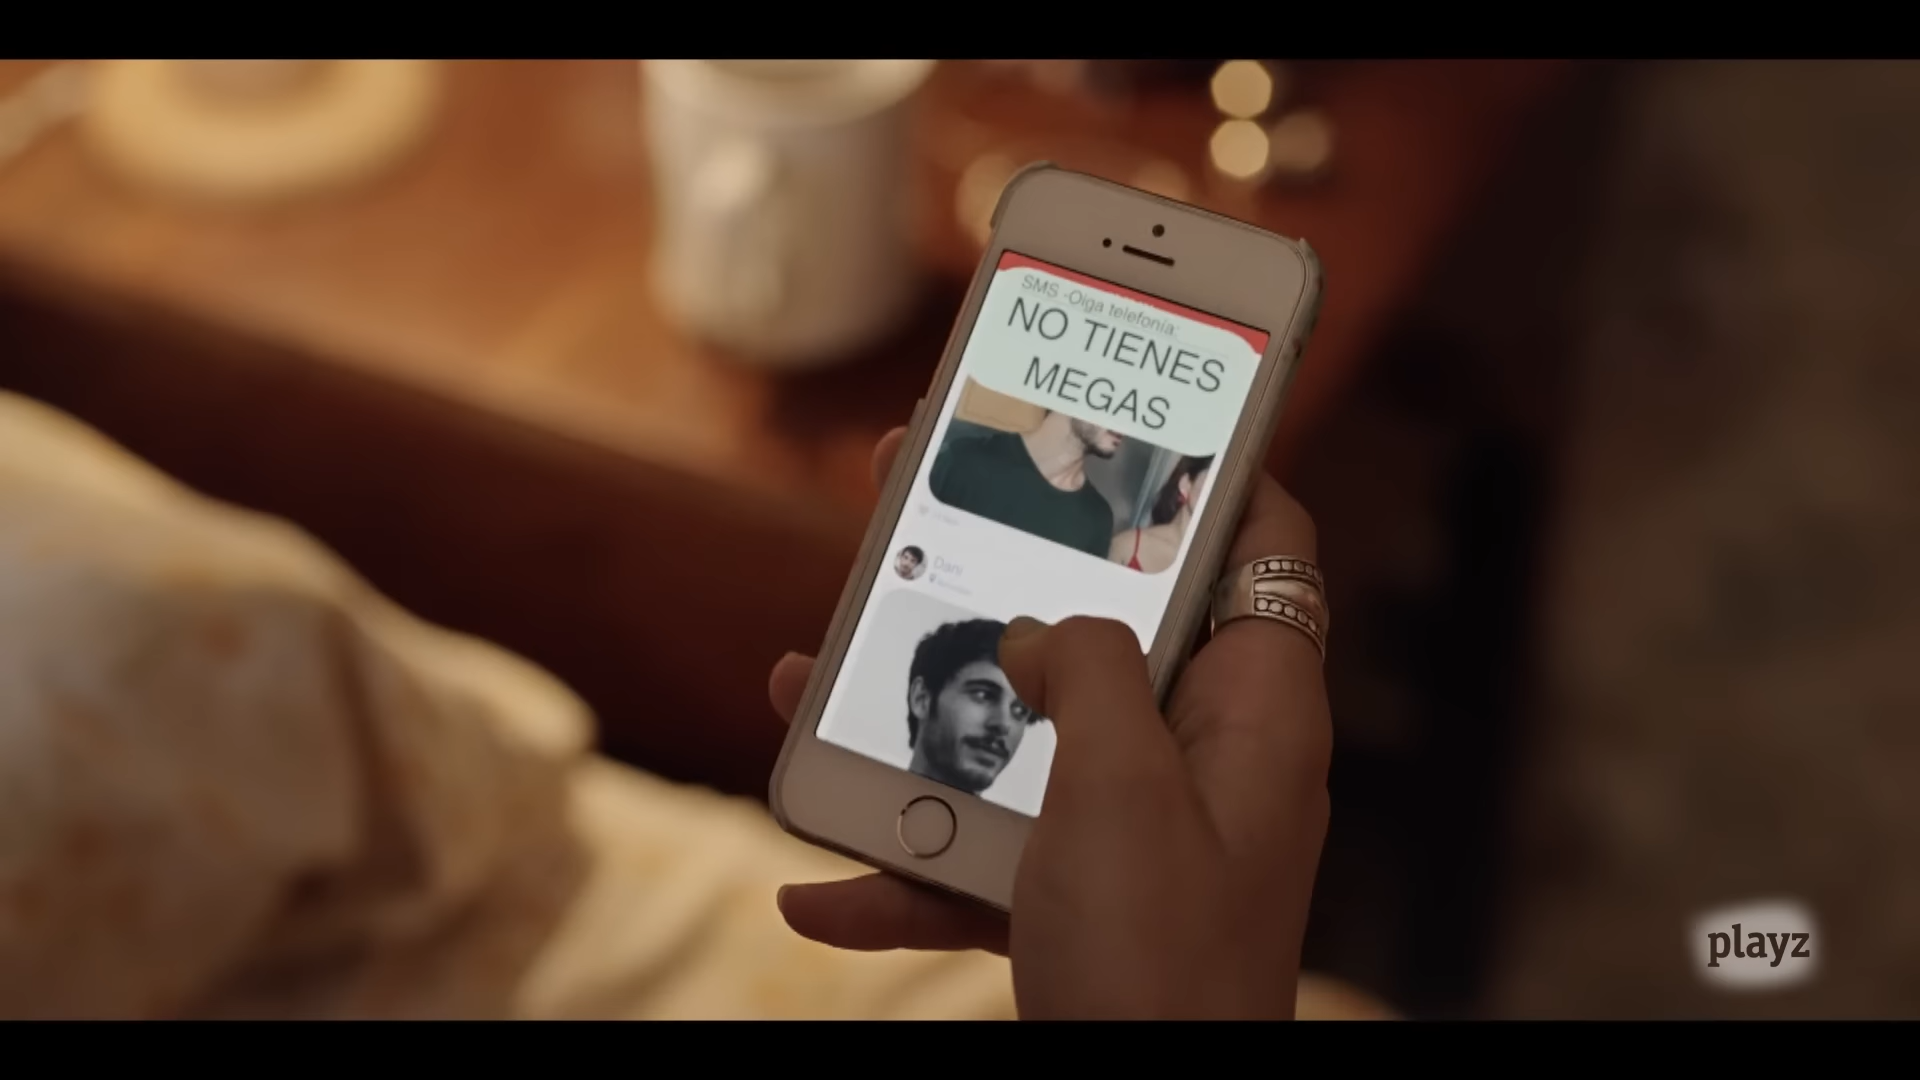 SMS -Oiga telefonía:
NO TIENES
MEGAS
Dani
playz